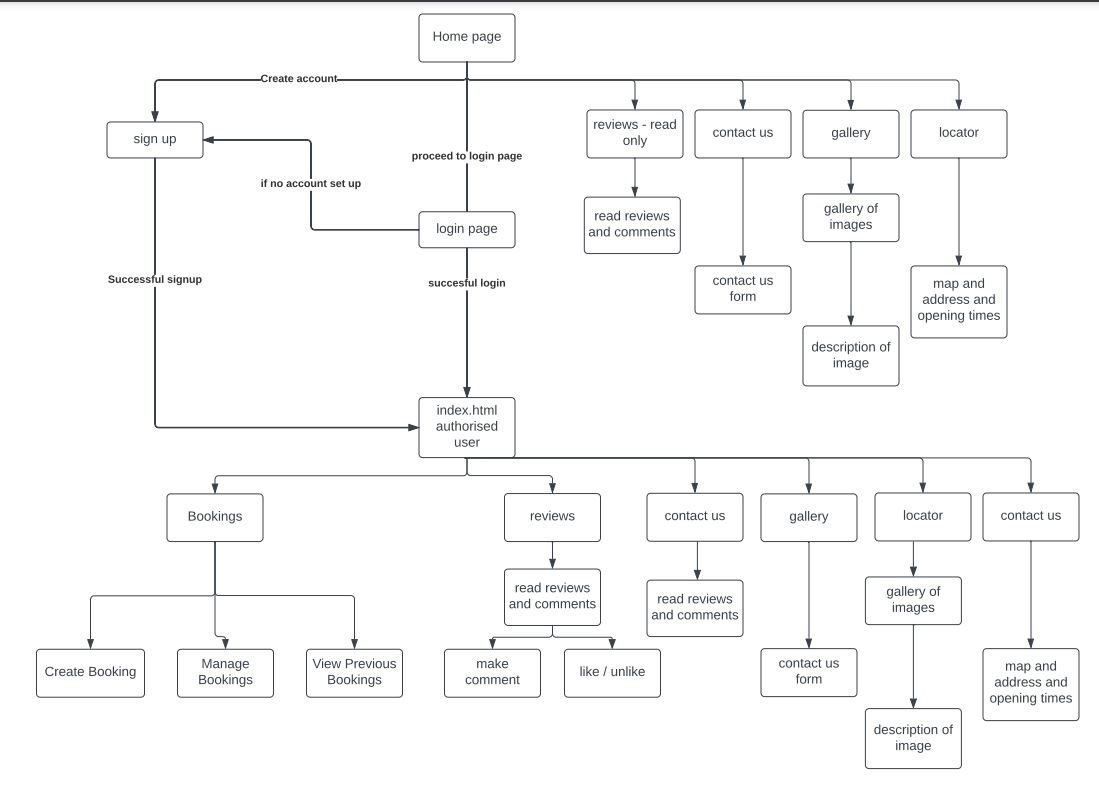 Home page
Create account
reviews - read
only
contact us
gallery
locator
sign up
proceed to login page
if no account set up
read reviews
and comments
gallery of
images
login page
Successful signup
succesful login
contact us
form
map and
address and
opening times
description of
image
index.html
authorised
user
Bookings
reviews
contact us
gallery
locator
contact us
read reviews
and comments
read reviews
and comments
gallery of
images
Create Booking
Manage
Bookings
View Previous
Bookings
make
comment
like / unlike
contact us
form
map and
address and
opening times
description of
image